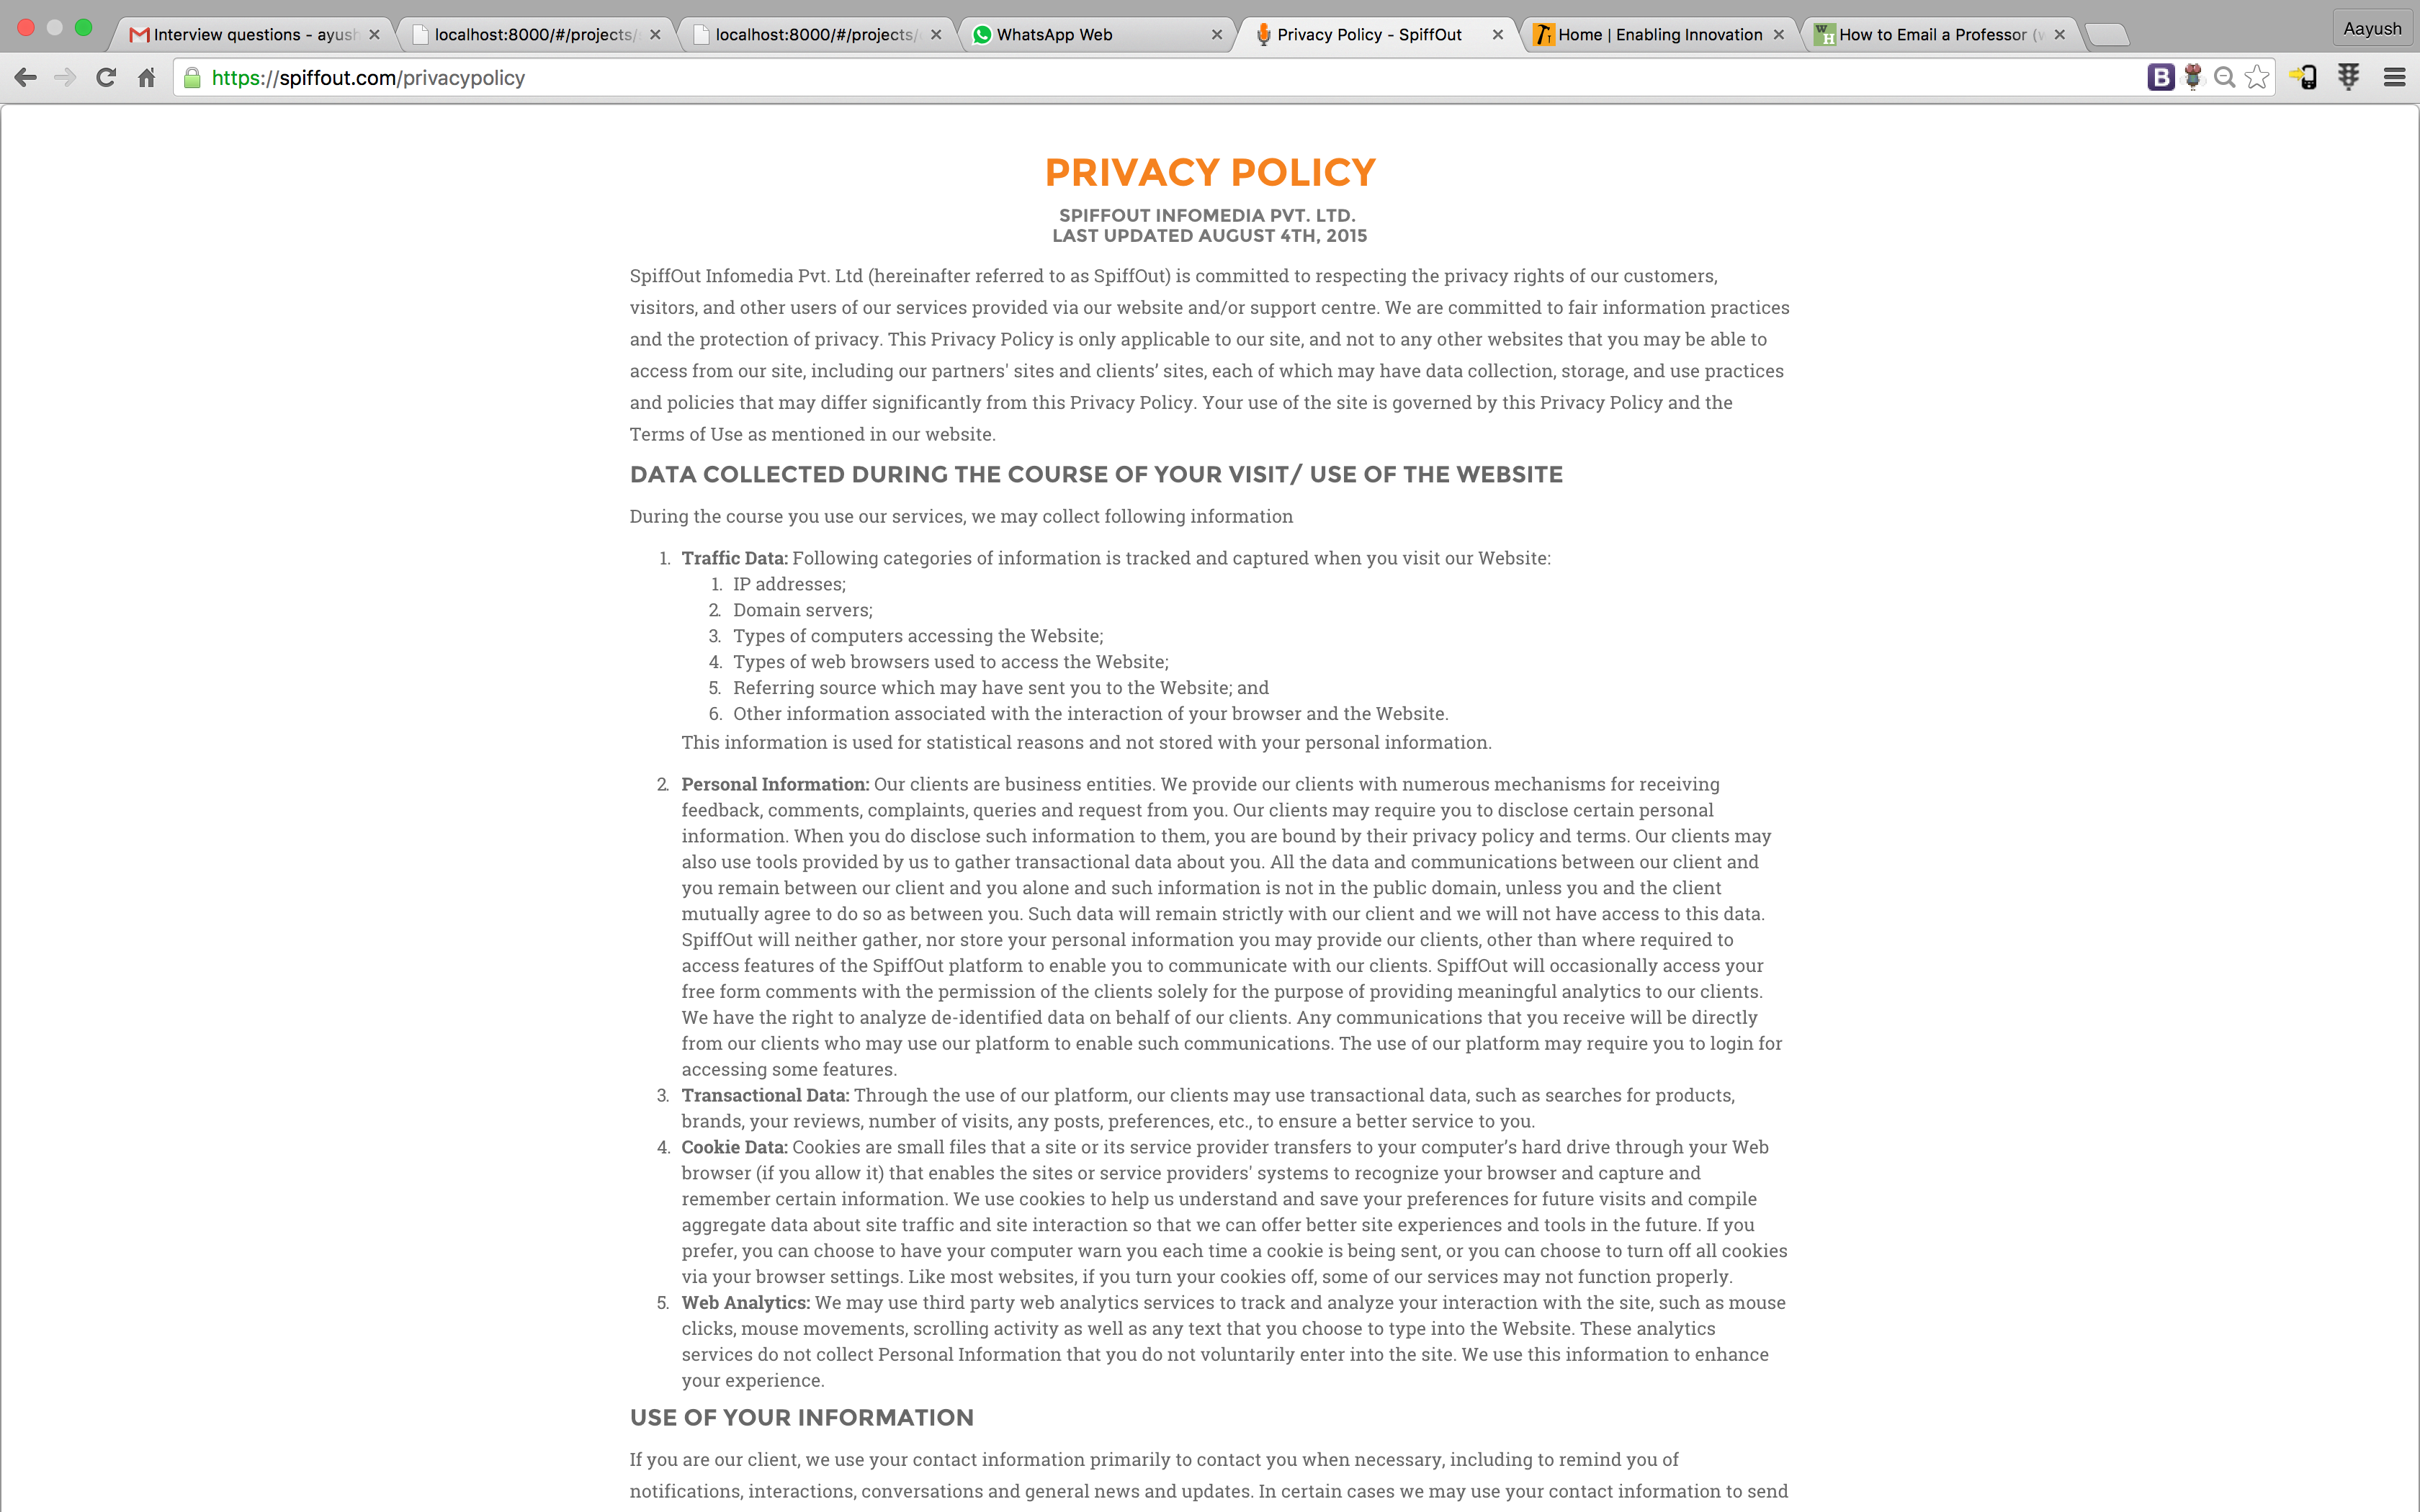 Interview questions - ayush
localhost:8000/#/projects/
localhost:8000/#/projects/
WhatsApp Web
Privacy Policy - SpiffOut
Home | Enabling Innovation
How to Email a Professor (w
Aayush
https://spiffout.com/privacypolicy
PRIVACY POLICY
SPIFFOUT INFOMEDIA PVT. LTD.
LAST UPDATED AUGUST 4TH, 2015
SpiffOut Infomedia Pvt. Ltd (hereinafter referred to as SpiffOut) is committed to respecting the privacy rights of our customers,
visitors, and other users of our services provided via our website and/or support centre. We are committed to fair information practices
and the protection of privacy. This Privacy Policy is only applicable to our site, and not to any other websites that you may be able to
access from our site, including our partners' sites and clients’ sites, each of which may have data collection, storage, and use practices
and policies that may differ significantly from this Privacy Policy. Your use of the site is governed by this Privacy Policy and the
Terms of Use as mentioned in our website.
DATA COLLECTED DURING THE COURSE OF YOUR VISIT/ USE OF THE WEBSITE
During the course you use our services, we may collect following information
1. Traffic Data: Following categories of information is tracked and captured when you visit our Website:
1. IP addresses;
2. Domain servers;
3. Types of computers accessing the Website;
4. Types of web browsers used to access the Website;
5. Referring source which may have sent you to the Website; and
6. Other information associated with the interaction of your browser and the Website.
This information is used for statistical reasons and not stored with your personal information.
2. Personal Information: Our clients are business entities. We provide our clients with numerous mechanisms for receiving
feedback, comments, complaints, queries and request from you. Our clients may require you to disclose certain personal
information. When you do disclose such information to them, you are bound by their privacy policy and terms. Our clients may
also use tools provided by us to gather transactional data about you. All the data and communications between our client and
you remain between our client and you alone and such information is not in the public domain, unless you and the client
mutually agree to do so as between you. Such data will remain strictly with our client and we will not have access to this data.
SpiffOut will neither gather, nor store your personal information you may provide our clients, other than where required to
access features of the SpiffOut platform to enable you to communicate with our clients. SpiffOut will occasionally access your
free form comments with the permission of the clients solely for the purpose of providing meaningful analytics to our clients.
We have the right to analyze de-identified data on behalf of our clients. Any communications that you receive will be directly
from our clients who may use our platform to enable such communications. The use of our platform may require you to login for
accessing some features.
3. Transactional Data: Through the use of our platform, our clients may use transactional data, such as searches for products,
brands, your reviews, number of visits, any posts, preferences, etc., to ensure a better service to you.
4. Cookie Data: Cookies are small files that a site or its service provider transfers to your computer’s hard drive through your Web
browser (if you allow it) that enables the sites or service providers' systems to recognize your browser and capture and
remember certain information. We use cookies to help us understand and save your preferences for future visits and compile
aggregate data about site traffic and site interaction so that we can offer better site experiences and tools in the future. If you
prefer, you can choose to have your computer warn you each time a cookie is being sent, or you can choose to turn off all cookies
via your browser settings. Like most websites, if you turn your cookies off, some of our services may not function properly.
5. Web Analytics: We may use third party web analytics services to track and analyze your interaction with the site, such as mouse
clicks, mouse movements, scrolling activity as well as any text that you choose to type into the Website. These analytics
services do not collect Personal Information that you do not voluntarily enter into the site. We use this information to enhance
your experience.
USE OF YOUR INFORMATION
If you are our client, we use your contact information primarily to contact you when necessary, including to remind you of
notifications, interactions, conversations and general news and updates. In certain cases we may use your contact information to send